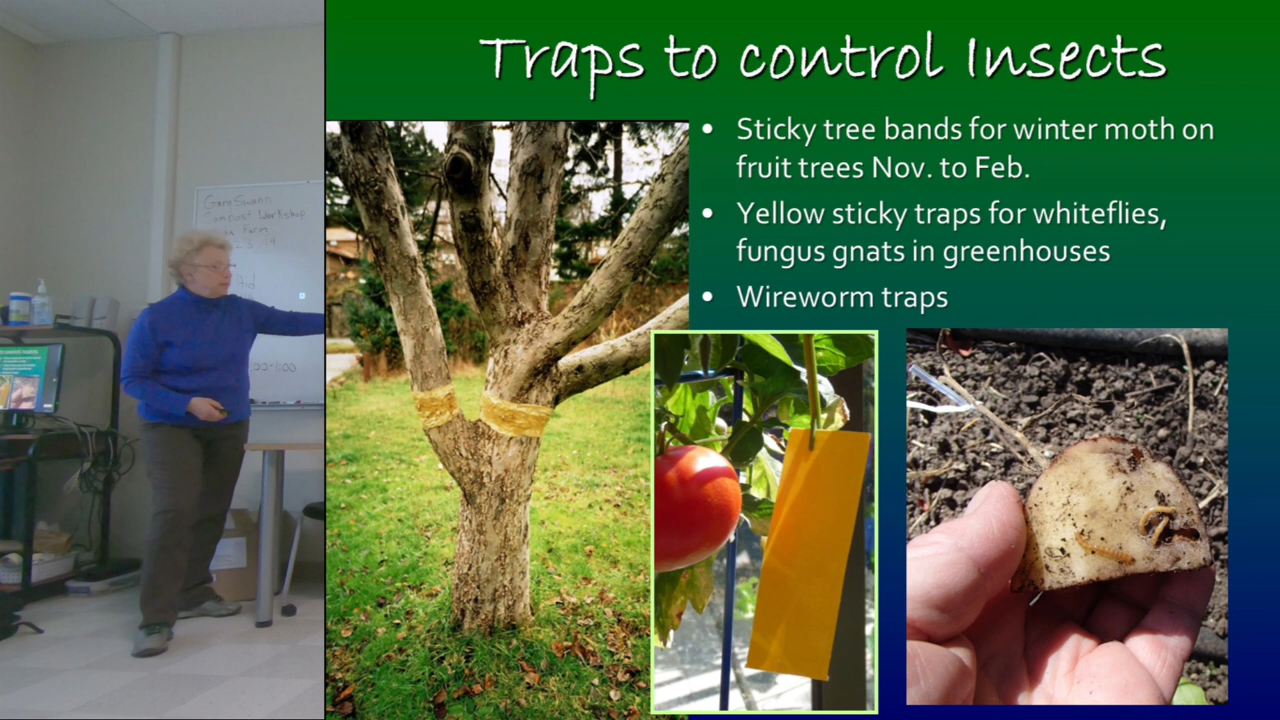 Traps to control Insects
• Sticky tree bands for winter moth on
fruit trees Nov. to Feb.
• Yellow sticky traps for whiteflies,
fungus gnats in greenhouses
• Wireworm traps
Compost Workshop